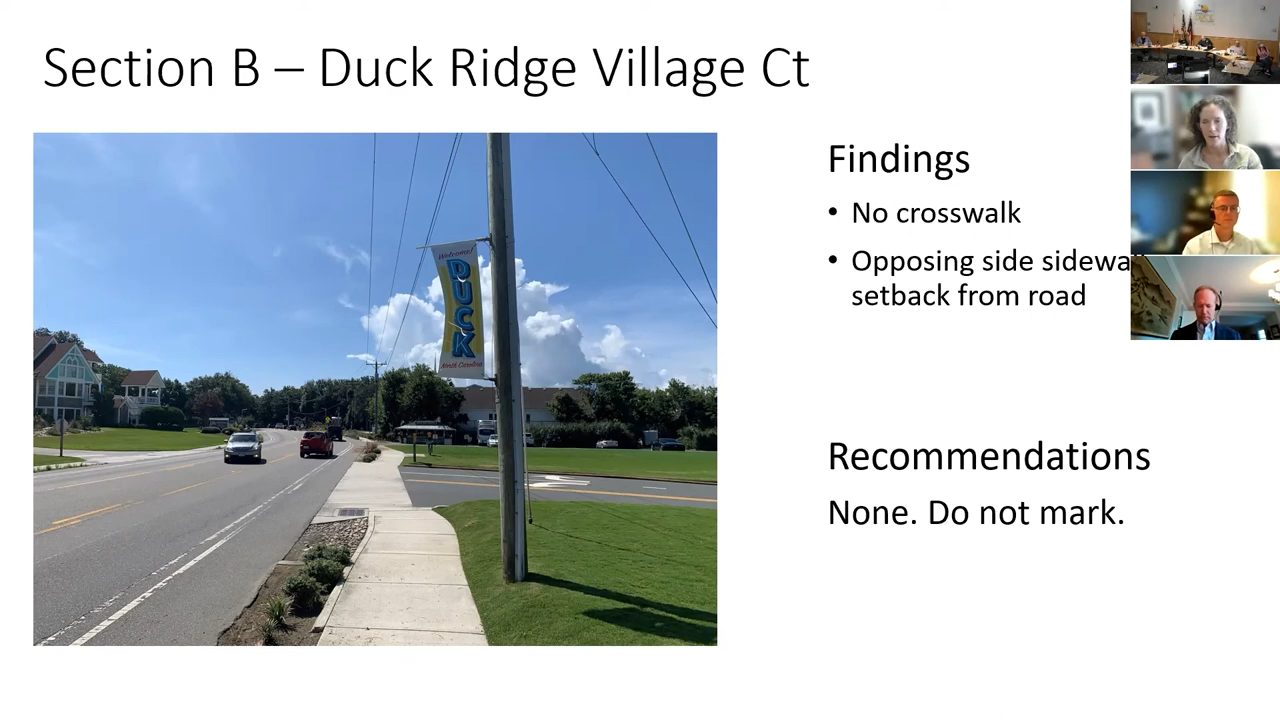 Section B – Duck Ridge Village Ct
Welcome!
DUCK
North Carolina
Findings
• No crosswalk
• Opposing side sidewa
setback from road
Recommendations
None. Do not mark.